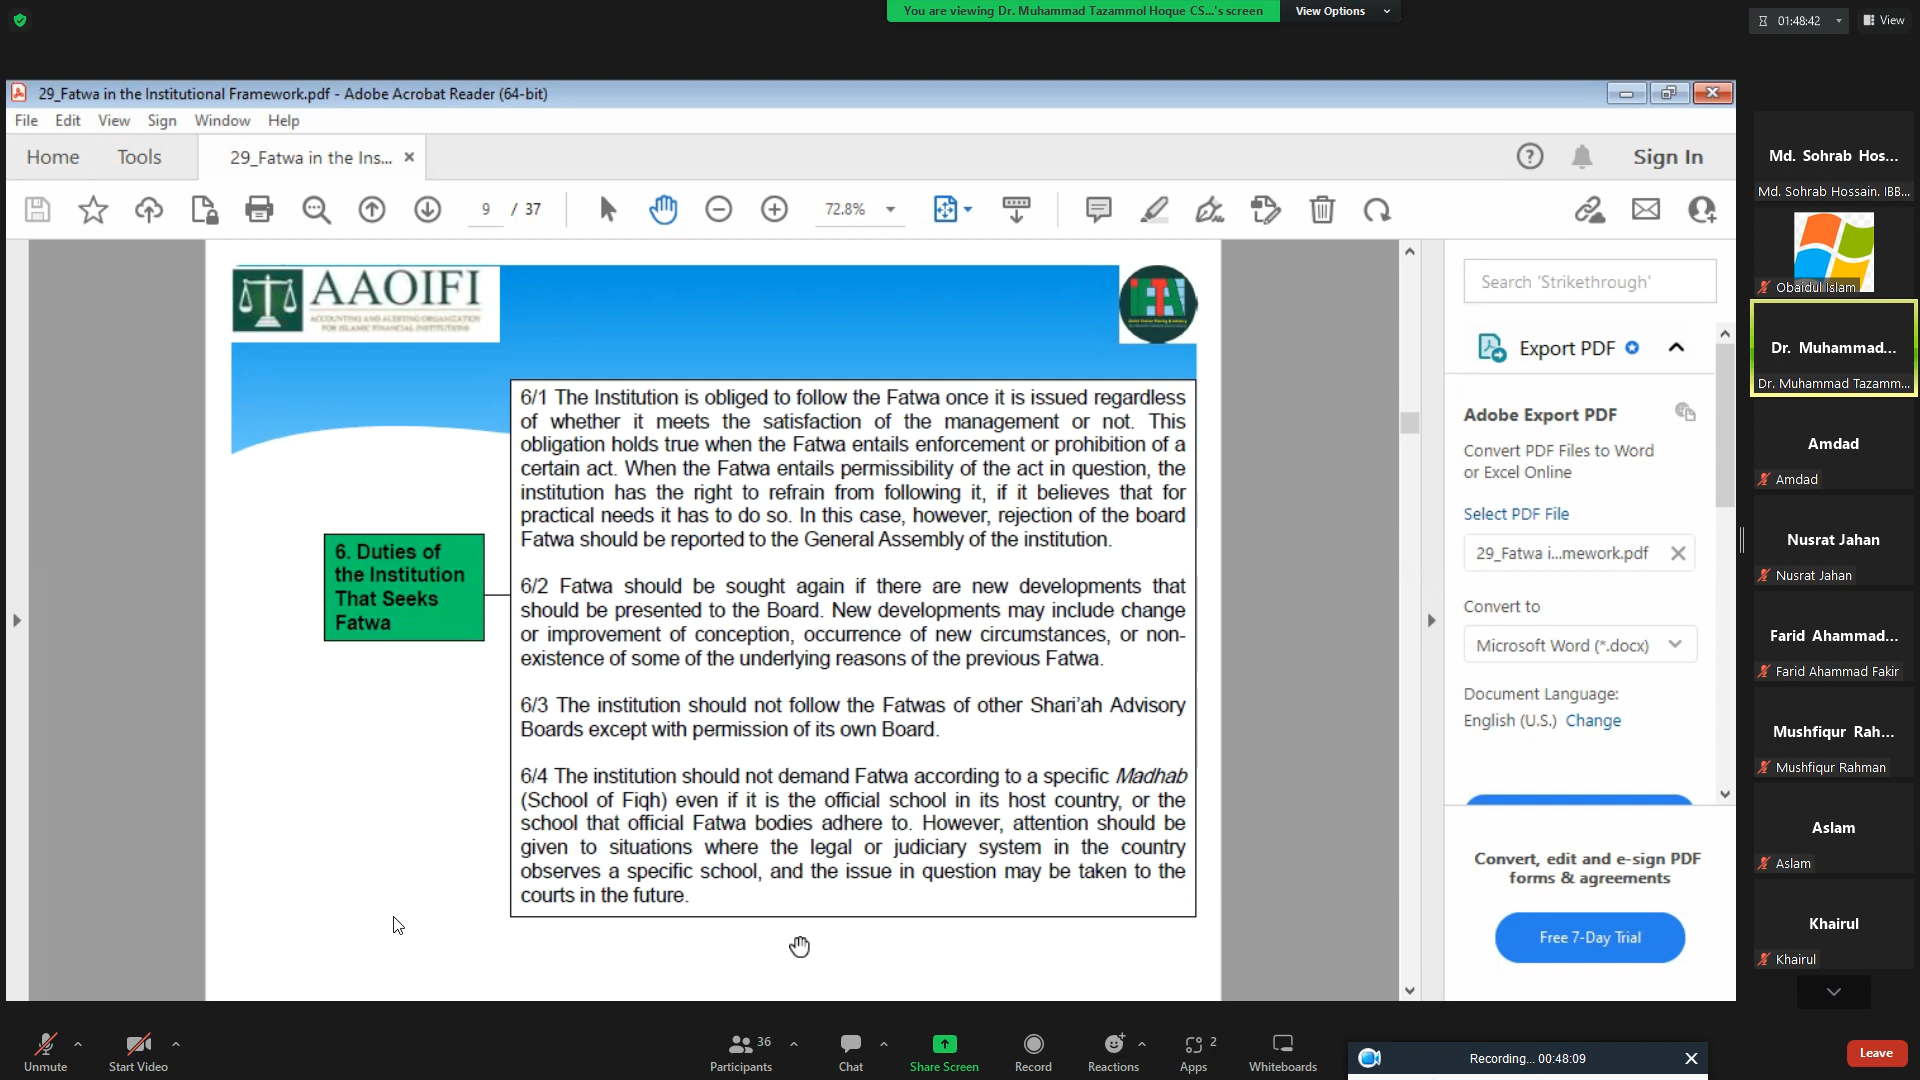 You are viewing Dr. Muhammad Tazammol Hoque CS...'s screen
View Options
01:48:42
View
29_Fatwa in the Institutional Framework.pdf - Adobe Acrobat Reader (64-bit)
File Edit View Sign Window Help
Home Tools 29_Fatwa in the Ins... Sign In
9 / 37
72.8%
AAOIFI
ACCOUNTING AND AUDITING ORGANIZATION
FOR ISLAMIC FINANCIAL INSTITUTIONS
6. Duties of
the Institution
That Seeks
Fatwa
6/1 The Institution is obliged to follow the Fatwa once it is issued regardless
of whether it meets the satisfaction of the management or not. This
obligation holds true when the Fatwa entails enforcement or prohibition of a
certain act. When the Fatwa entails permissibility of the act in question, the
institution has the right to refrain from following it, if it believes that for
practical needs it has to do so. In this case, however, rejection of the board
Fatwa should be reported to the General Assembly of the institution.
6/2 Fatwa should be sought again if there are new developments that
should be presented to the Board. New developments may include change
or improvement of conception, occurrence of new circumstances, or non-
existence of some of the underlying reasons of the previous Fatwa.
6/3 The institution should not follow the Fatwas of other Shari'ah Advisory
Boards except with permission of its own Board.
6/4 The institution should not demand Fatwa according to a specific Madhab
(School of Fiqh) even if it is the official school in its host country, or the
school that official Fatwa bodies adhere to. However, attention should be
given to situations where the legal or judiciary system in the country
observes a specific school, and the issue in question may be taken to the
courts in the future.
Search 'Strikethrough'
Export PDF
Adobe Export PDF
Convert PDF Files to Word
or Excel Online
Select PDF File
29_Fatwa i...mework.pdf
Convert to
Microsoft Word (*.docx)
Document Language:
English (U.S.) Change
Convert, edit and e-sign PDF
forms & agreements
Free 7-Day Trial
Md. Sohrab Hos...
Md. Sohrab Hossain. IBB...
Obaidul Islam
Dr. Muhammad...
Dr. Muhammad Tazamm...
Amdad
Amdad
Nusrat Jahan
Nusrat Jahan
Farid Ahammad...
Farid Ahammad Fakir
Mushfiqur Rah...
Mushfiqur Rahman
Aslam
Aslam
Khairul
Khairul
Unmute
Start Video
36
Participants
Chat
Share Screen
Record
Reactions
2
Apps
Whiteboards
Recording... 00:48:09
Leave